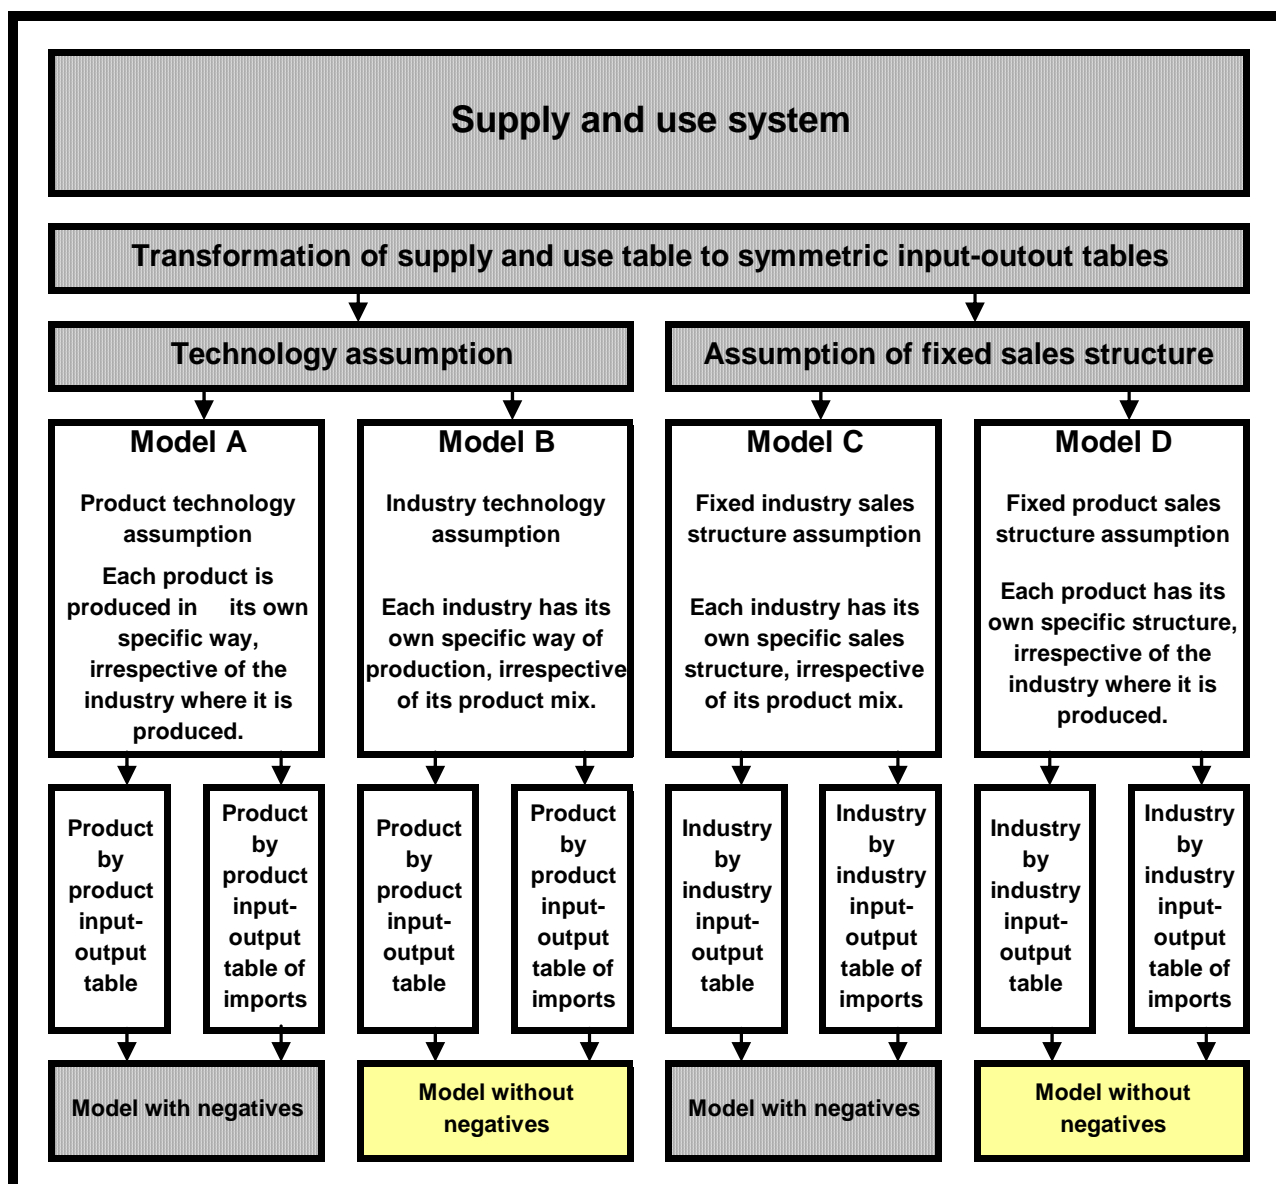 Supply and use system
Transformation of supply and use table to symmetric input-outout tables
Technology assumption
Assumption of fixed sales structure
Model A
Product technology
assumption
Each product is
produced in its own
specific way,
irrespective of the
industry where it is
produced.
Model B
Industry technology
assumption
Each industry has its
own specific way of
production, irrespective
of its product mix.
Model C
Fixed industry sales
structure assumption
Each industry has its
own specific sales
structure, irrespective
of its product mix.
Model D
Fixed product sales
structure assumption
Each product has its
own specific structure,
irrespective of the
industry where it is
produced.
Product
by
product
input-
output
table
Product
by
product
input-
output
table of
imports
Product
by
product
input-
output
table
Product
by
product
input-
output
table of
imports
Industry
by
industry
input-
output
table
Industry
by
industry
input-
output
table of
imports
Industry
by
industry
input-
output
table
Industry
by
industry
input-
output
table of
imports
Model with negatives
Model without
negatives
Model with negatives
Model without
negatives